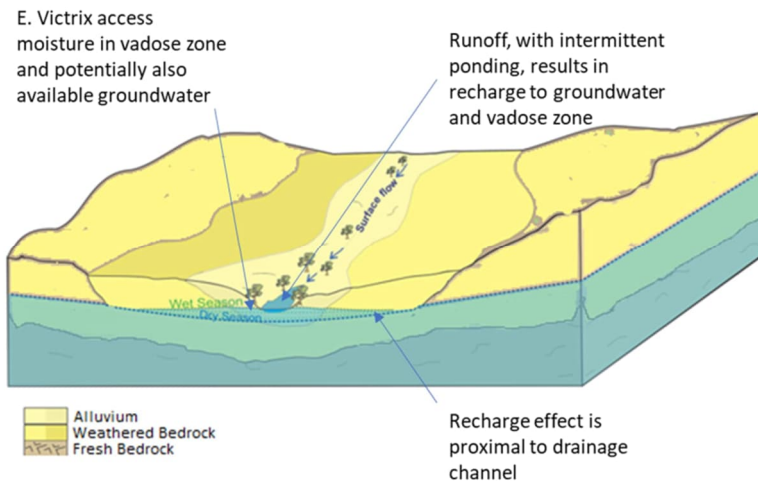 E. Victrix access
moisture in vadose zone
and potentially also
available groundwater
Runoff, with intermittent
ponding, results in
recharge to groundwater
and vadose zone
Surface flow
Wet Season
Dry Season
Recharge effect is
proximal to drainage
channel
Alluvium
Weathered Bedrock
Fresh Bedrock